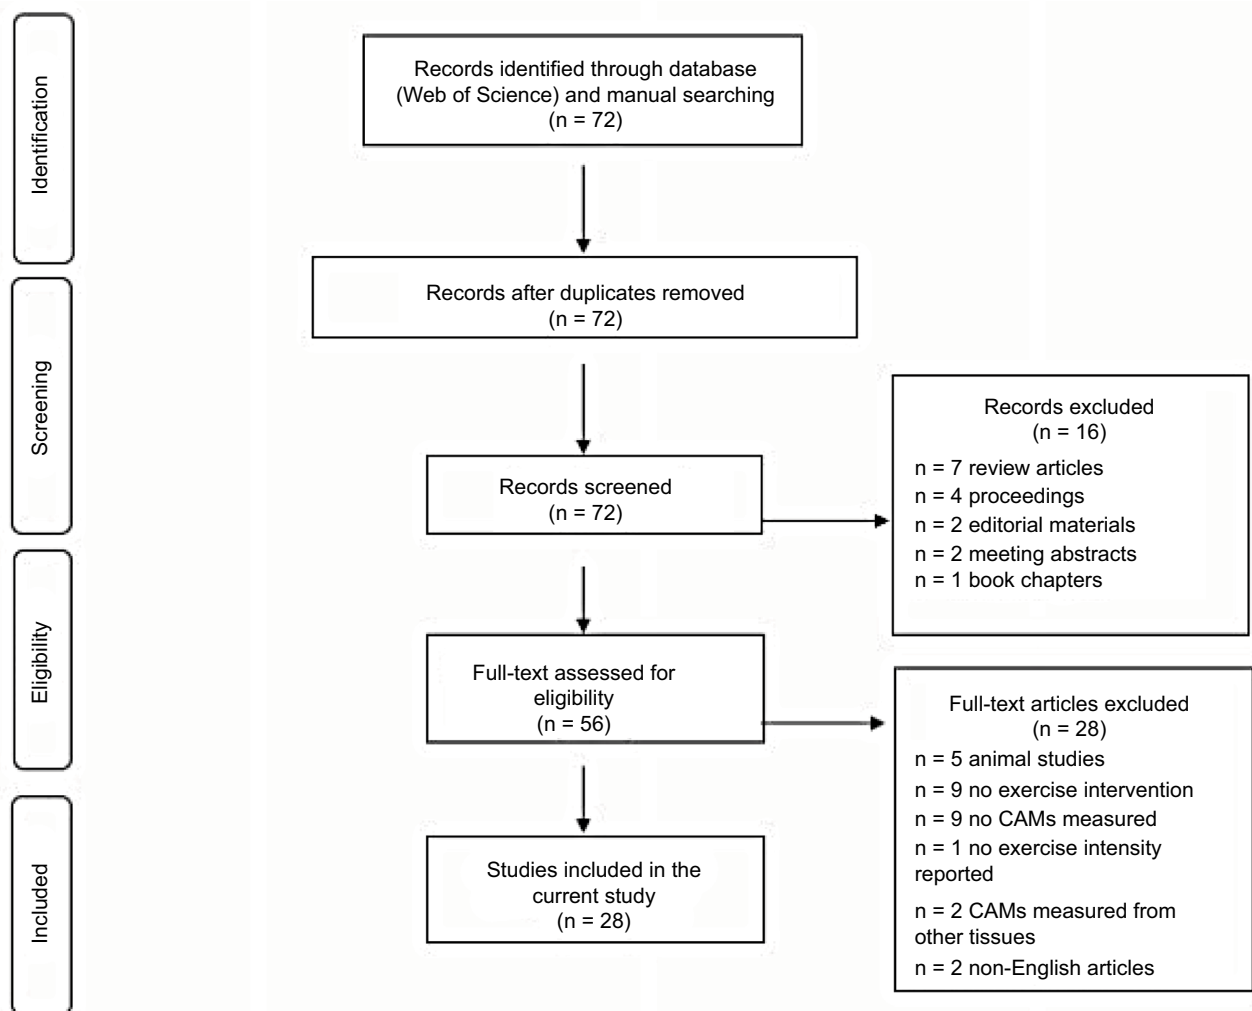 Identification
Records identified through database
(Web of Science) and manual searching
(n = 72)
Records after duplicates removed
(n = 72)
Screening
Records screened
(n = 72)
Records excluded
(n = 16)
n = 7 review articles
n = 4 proceedings
n = 2 editorial materials
n = 2 meeting abstracts
n = 1 book chapters
Eligibility
Full-text assessed for
eligibility
(n = 56)
Full-text articles excluded
(n = 28)
n = 5 animal studies
n = 9 no exercise intervention
n = 9 no CAMs measured
n = 1 no exercise intensity
reported
n = 2 CAMs measured from
other tissues
n = 2 non-English articles
Included
Studies included in the
current study
(n = 28)